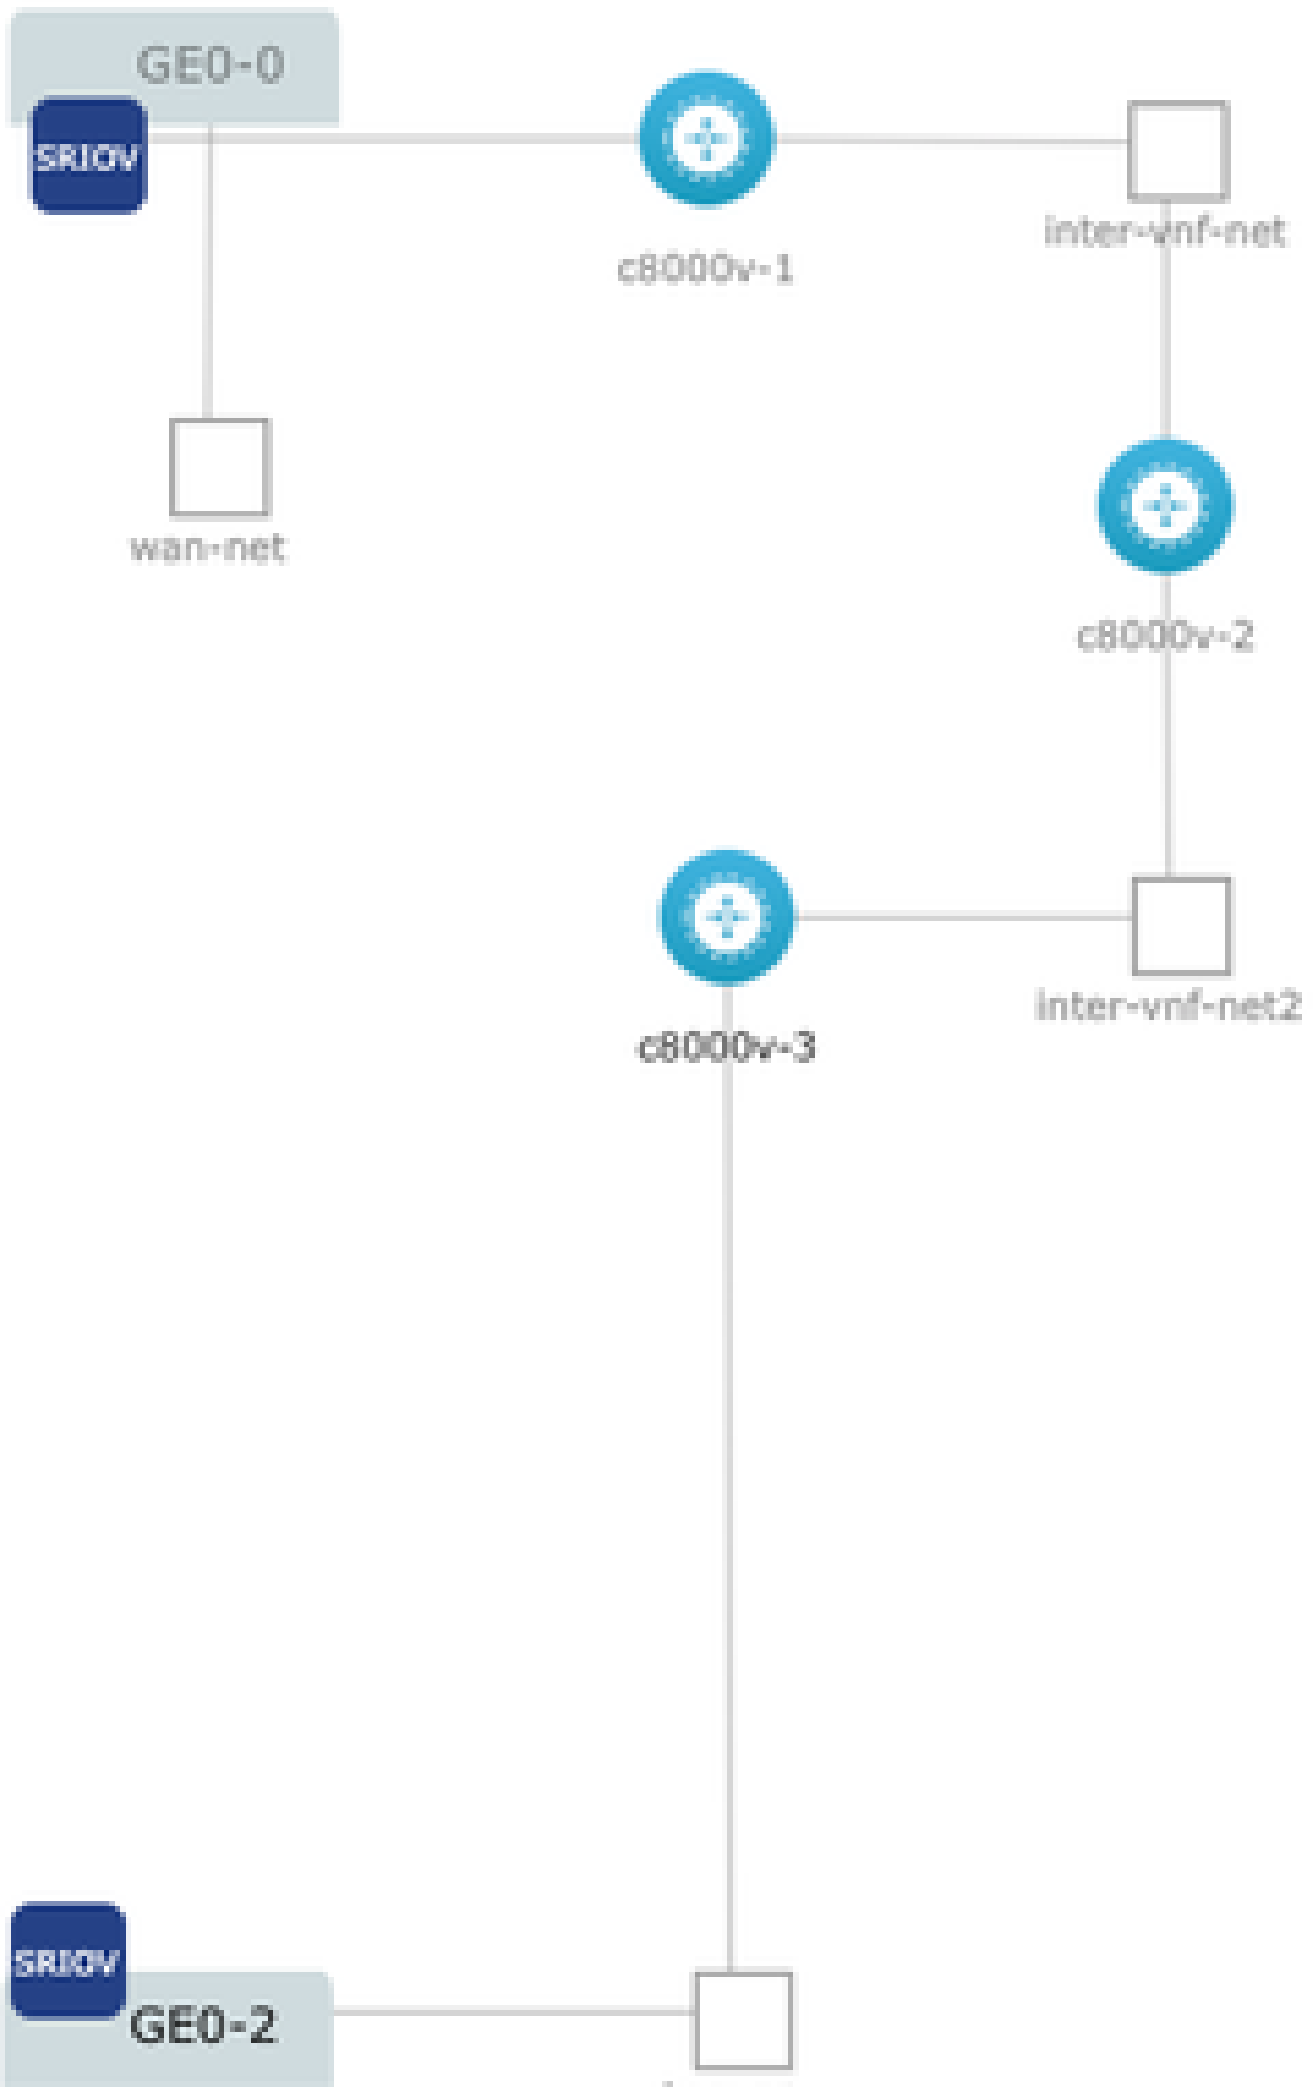 GE0-0
SRIOV
c8000v-1
inter-vnf-net
wan-net
c8000v-2
inter-vnf-net2
c8000v-3
SRIOV
GE0-2